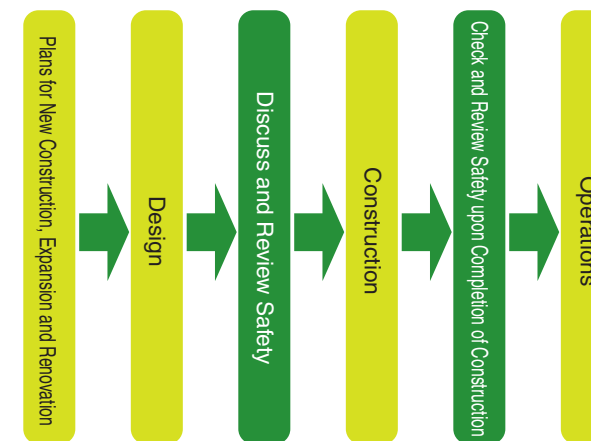 Plans for New Construction, Expansion and Renovation
Design
Discuss and Review Safety
Construction
Check and Review Safety upon Completion of Construction
Operations